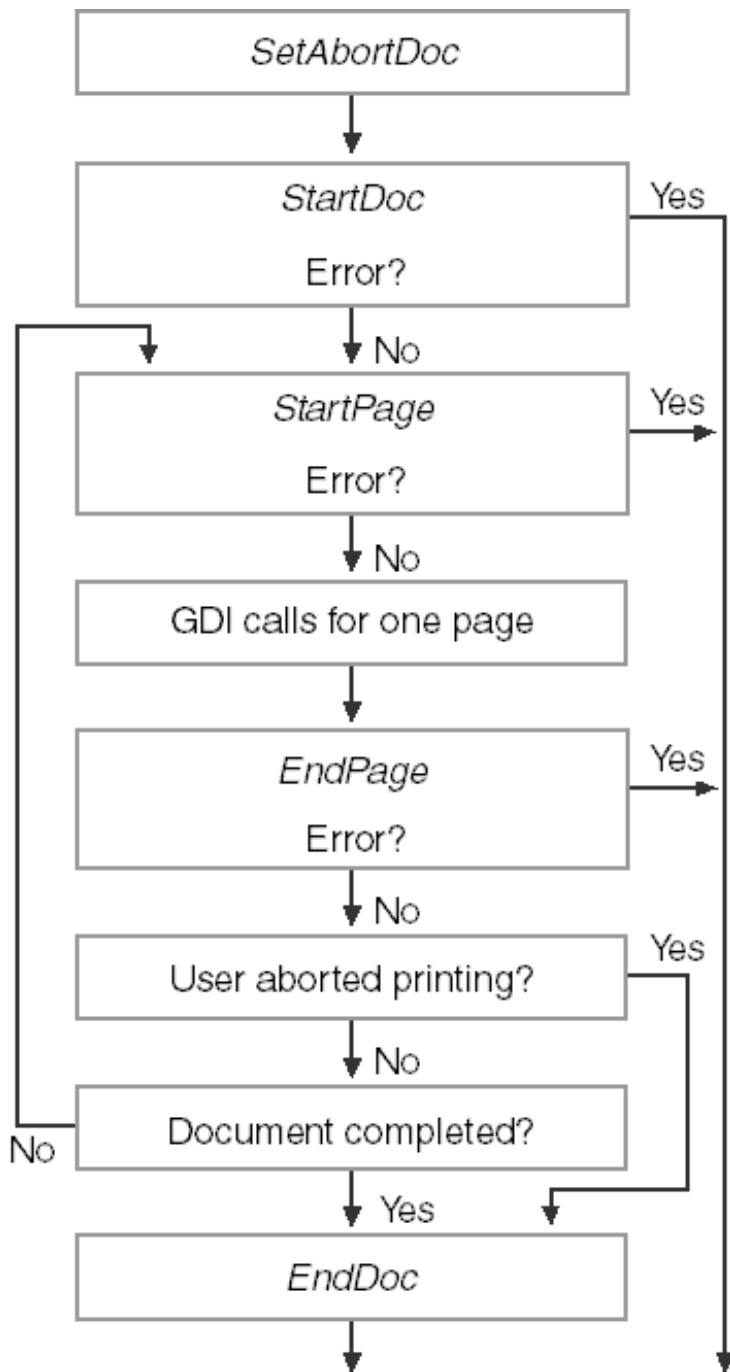 SetAbortDoc
StartDoc
Yes
Error?
No
StartPage
Yes
Error?
No
GDI calls for one page
EndPage
Yes
Error?
No
Yes
User aborted printing?
No
Document completed?
No
Yes
EndDoc